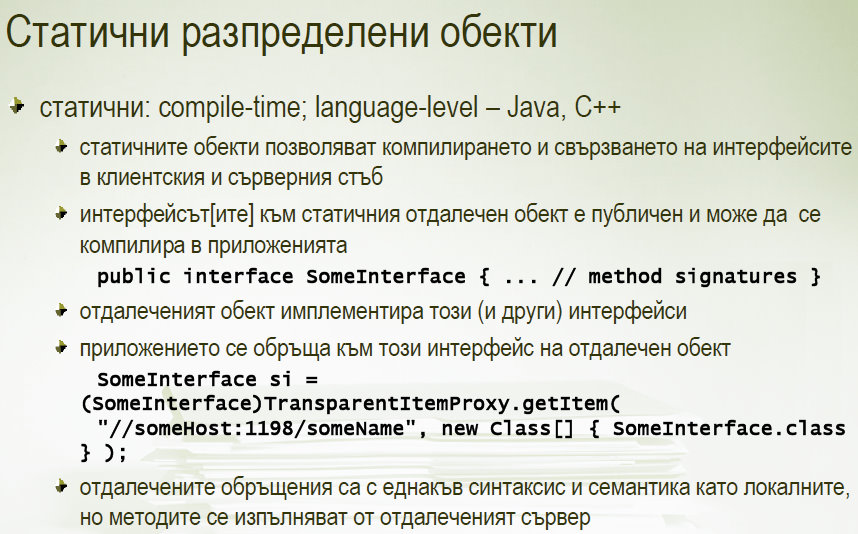 Статични разпределени обекти
статични: compile-time; language-level – Java, C++
статичните обекти позволяват компилирането и свързването на интерфейсите
в клиентския и сърверния стъб
интерфейсът[ите] към статичния отдалечен обект е публичен и може да се
компилира в приложенията
public interface SomeInterface { ... // method signatures }
отдалеченият обект имплементира този (и други) интерфейси
приложението се обръща към този интерфейс на отдалечен обект
SomeInterface si =
(SomeInterface)TransparentItemProxy.getItem(
"//someHost:1198/someName", new Class[] { SomeInterface.class
} );
отдалечените обръщения са с еднакъв синтаксис и семантика като локалните,
но методите се изпълняват от отдалеченият сървер